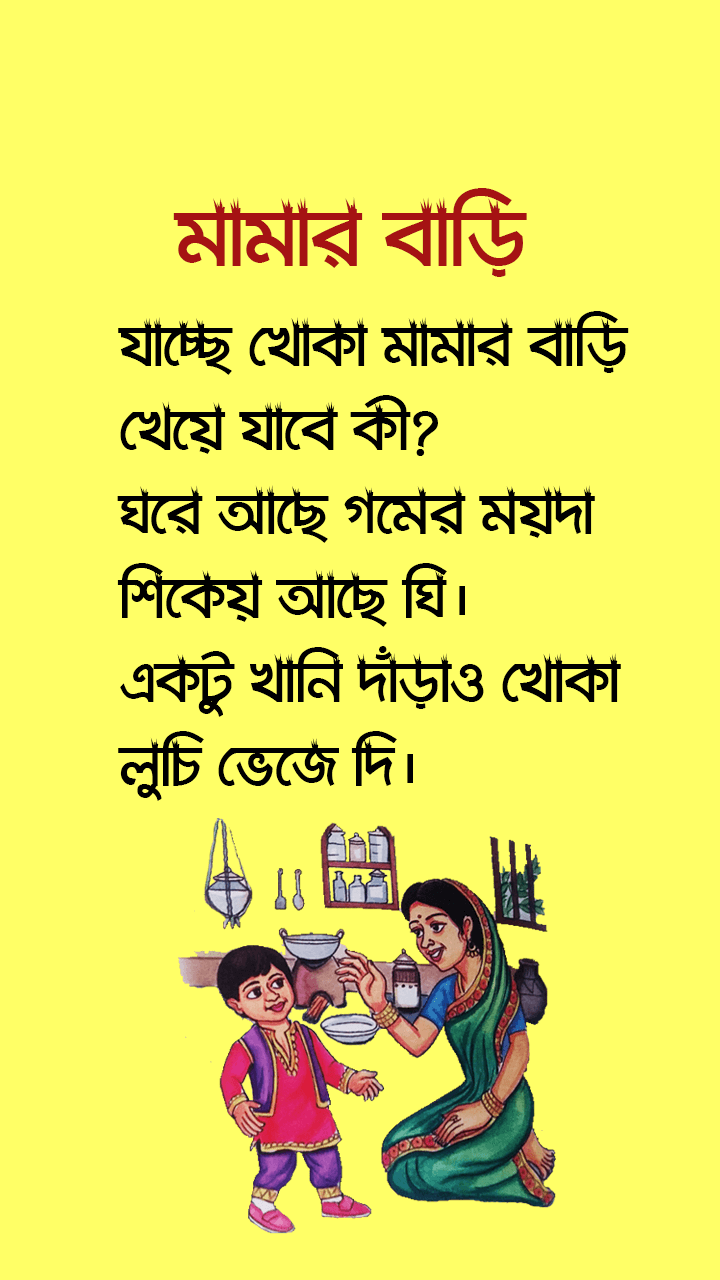 মামার বাড়ি
যাচ্ছে খোকা মামার বাড়ি
খেয়ে যাবে কী?
ঘরে আছে গমের ময়দা
শিকেয় আছে ঘি।
একটু খানি দাঁড়াও খোকা
লুচি ভেজে দি।